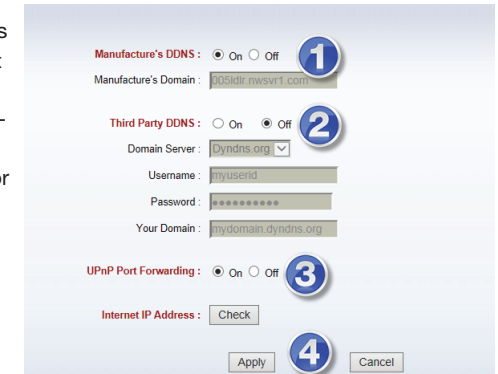 s
Manufacture's DDNS : On Off 1
t
Manufacture's Domain : 005ldlr.nwsvr1.com
-
Third Party DDNS : On Off 2
Domain Server : Dyndns.org
or
Username : myuserid
Password : ●●●●●●●●●●
Your Domain : mydomain.dyndns.org
UPnP Port Forwarding : On Off 3
Internet IP Address : Check
Apply 4 Cancel